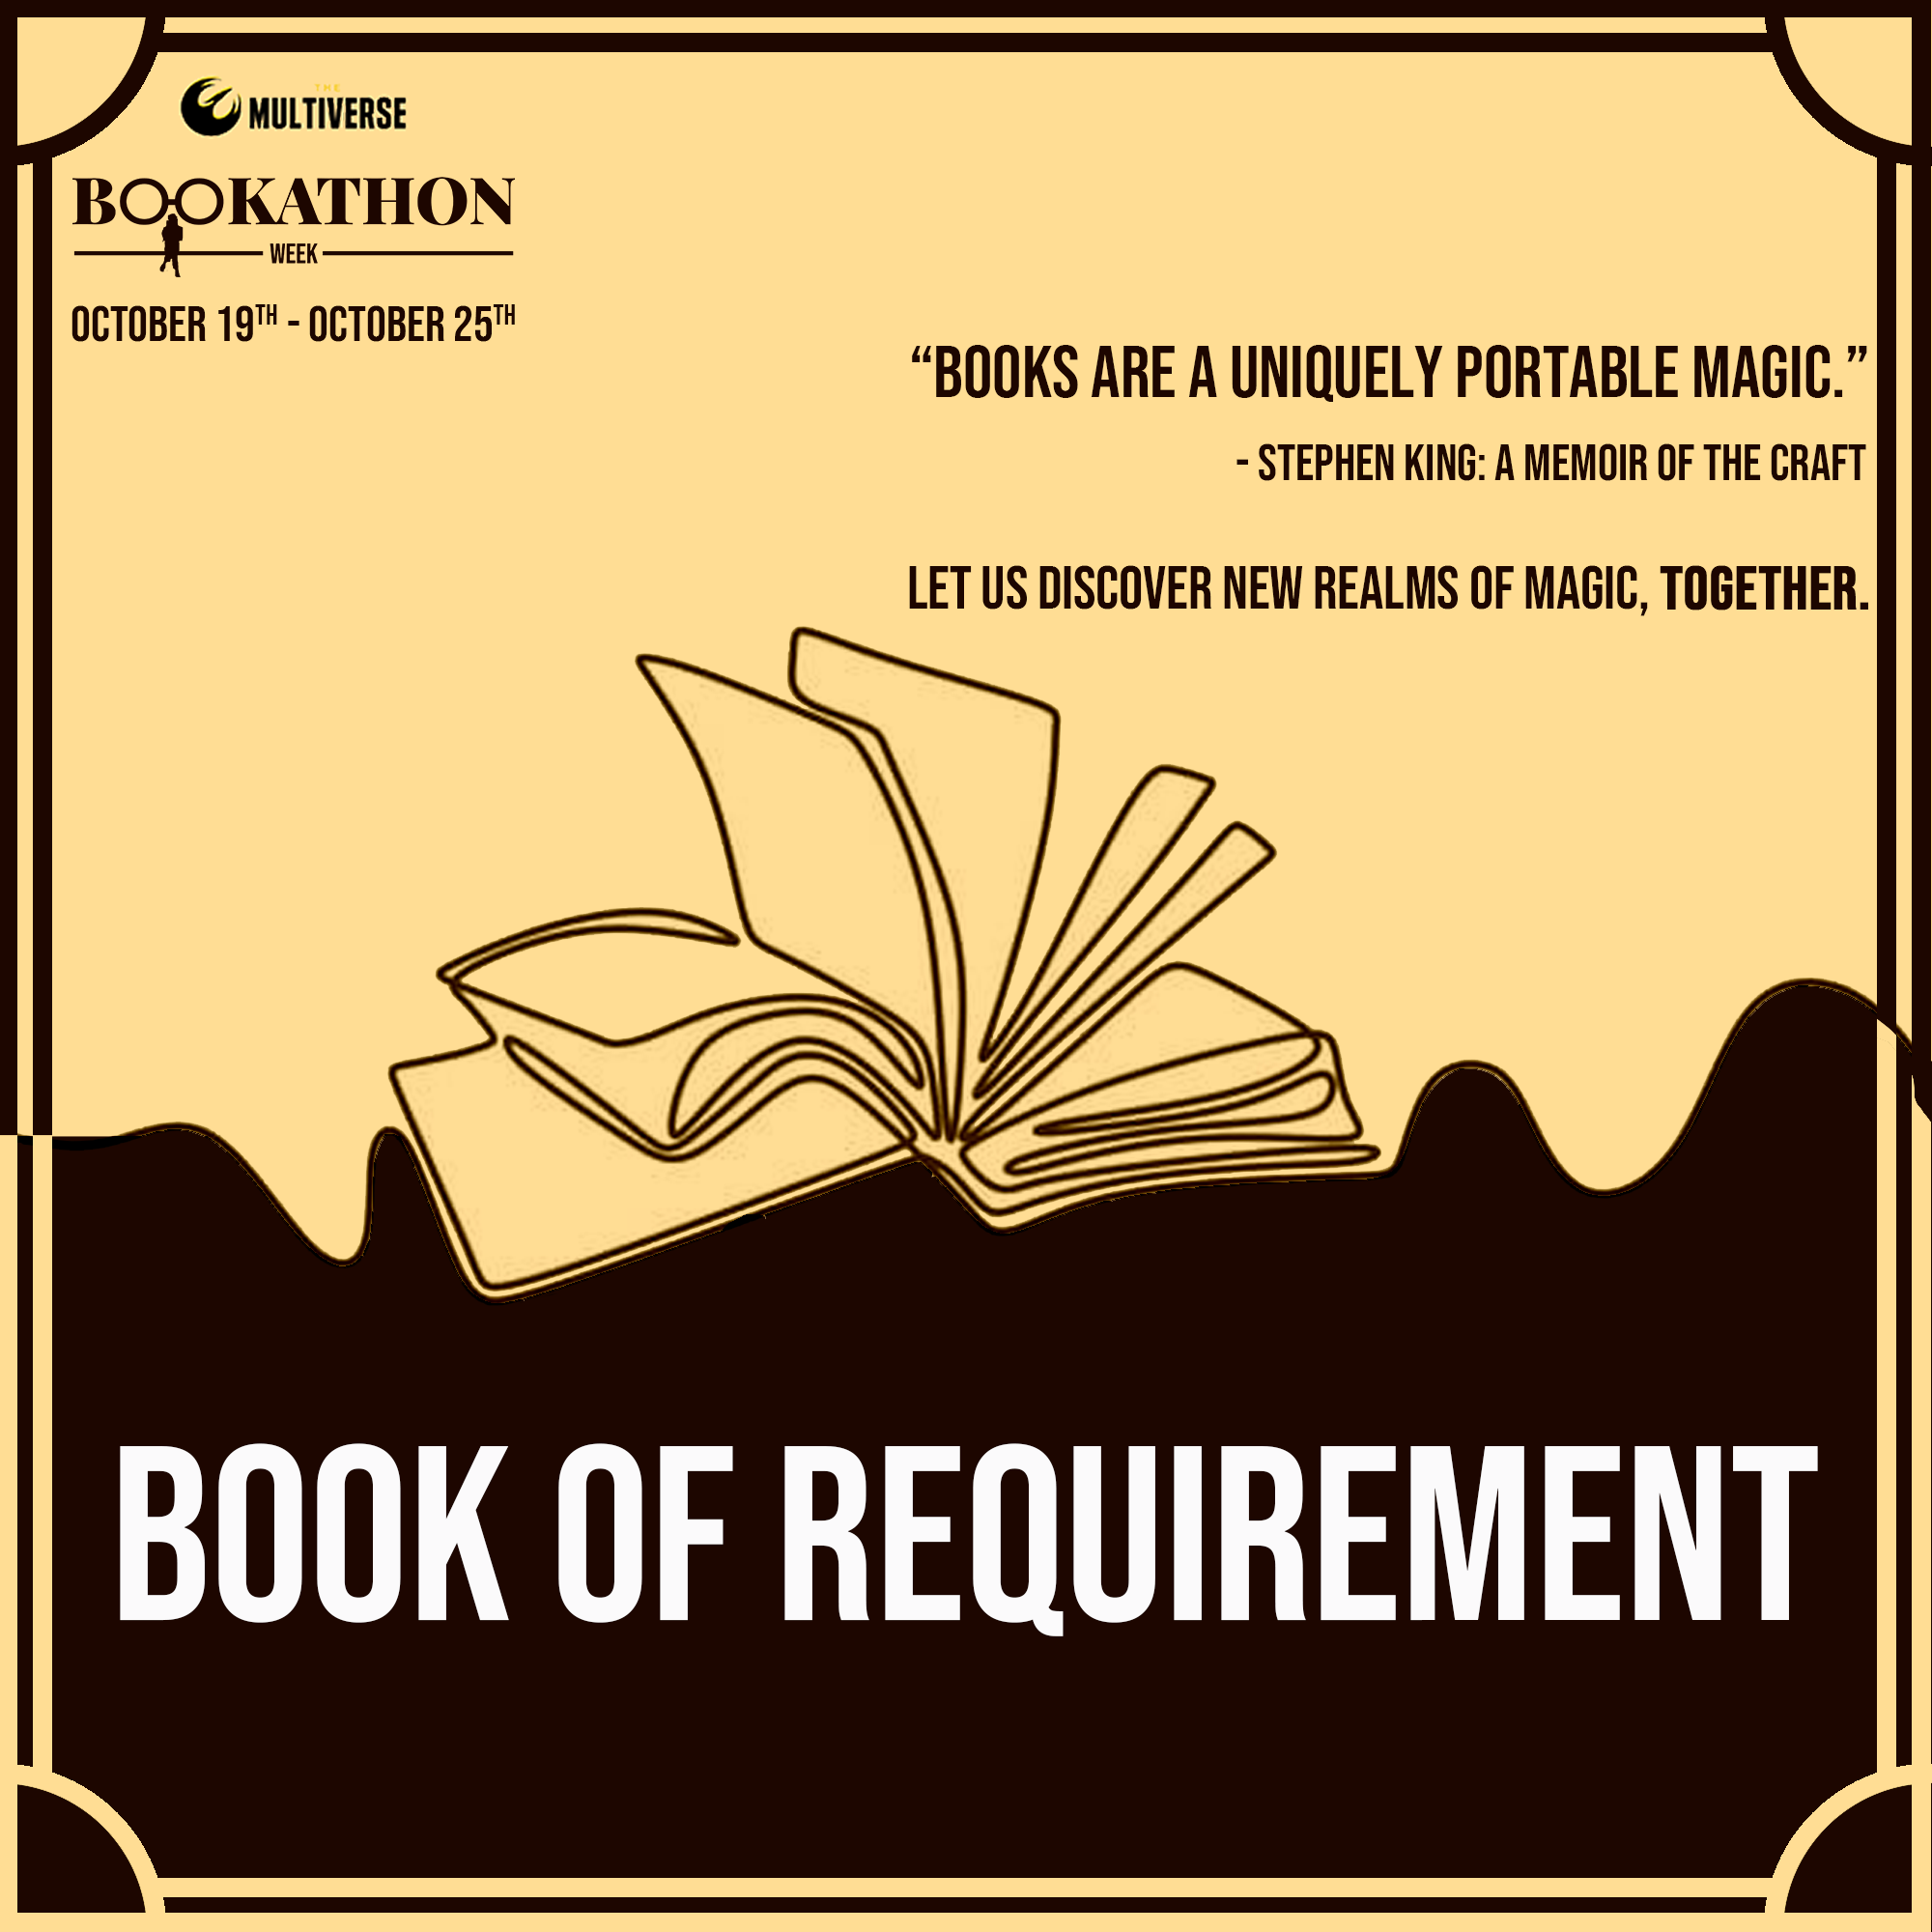 THE
MULTIVERSE
BOOKATHON
WEEK
OCTOBER 19TH - OCTOBER 25TH
“BOOKS ARE A UNIQUELY PORTABLE MAGIC.”
- STEPHEN KING: A MEMOIR OF THE CRAFT
LET US DISCOVER NEW REALMS OF MAGIC, TOGETHER.
BOOK OF REQUIREMENT